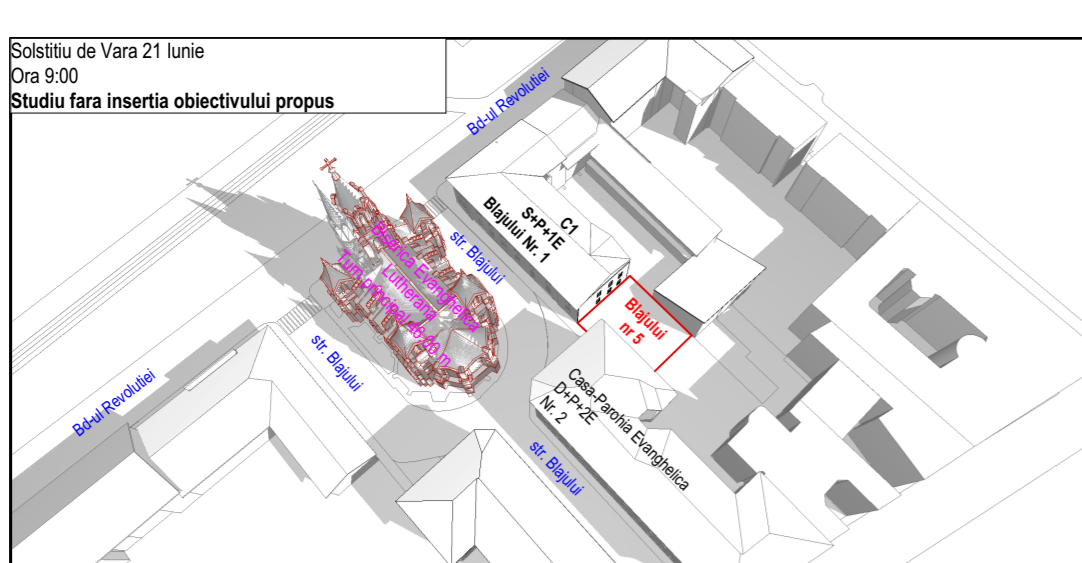 Solstitiu de Vara 21 Iunie
Ora 9:00
Studiu fara insertia obiectivului propus
Bd-ul Revolutiei
C1
S+P+1E
Blajului Nr. 1
str. Blajului
Biserica Evanghelica
Lutherana
Turn principal 46.00 m
Blajului
nr 5
str. Blajului
Bd-ul Revolutiei
Casa-Parohia Evanghelica
D+P+2E
Nr. 2
str. Blajului